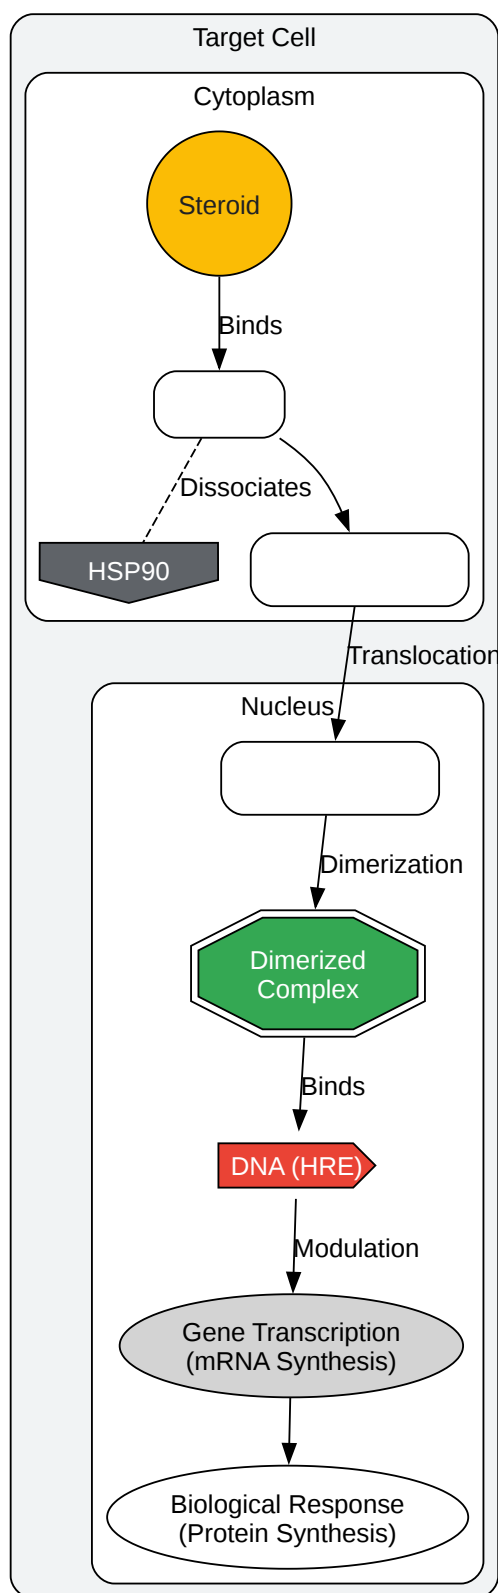 Target Cell
Cytoplasm
Steroid
Binds
Dissociates
HSP90
Translocation
Nucleus
Dimerization
Dimerized
Complex
Binds
DNA (HRE)
Modulation
Gene Transcription
(mRNA Synthesis)
Biological Response
(Protein Synthesis)